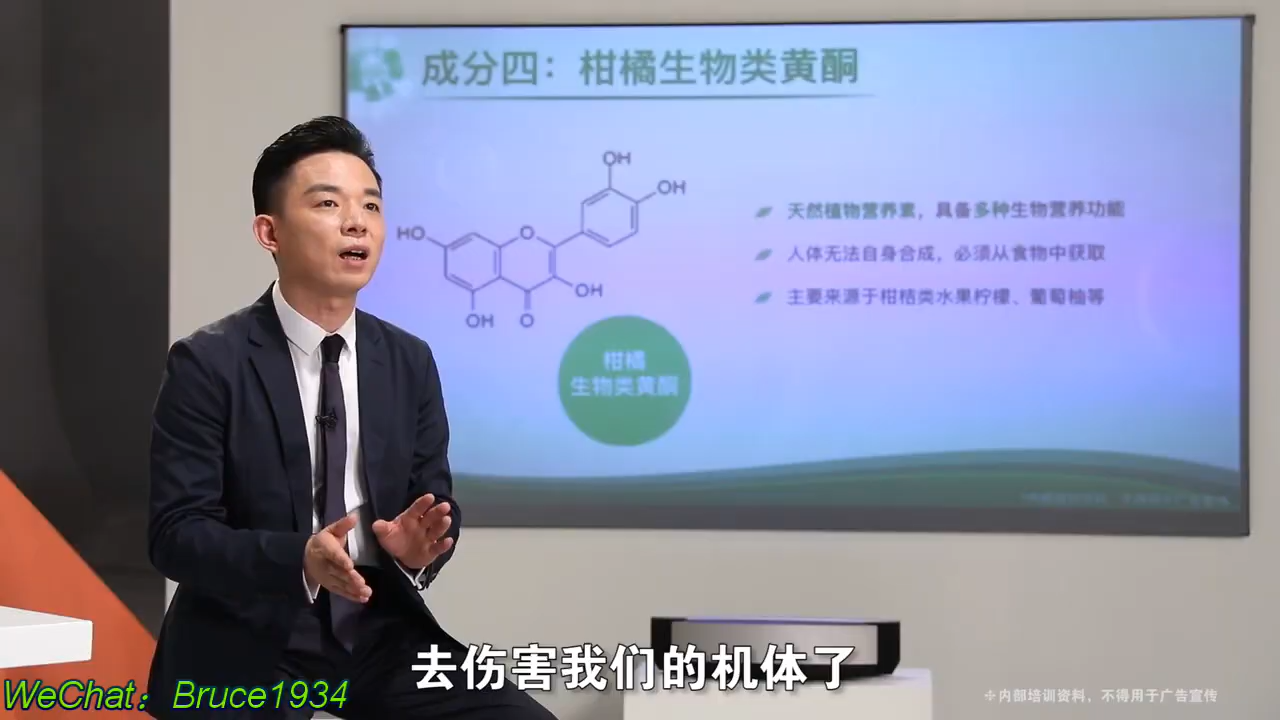 成分四：柑橘生物类黄酮
OH
OH
HO
OH
OH
O
O
天然植物营养素，具备多种生物营养功能
人体无法自身合成，必须从食物中获取
主要来源于柑桔类水果柠檬、葡萄柚等
柑橘
生物类黄酮
去伤害我们的机体了
WeChat：Bruce1934
※内部培训资料，不得用于广告宣传